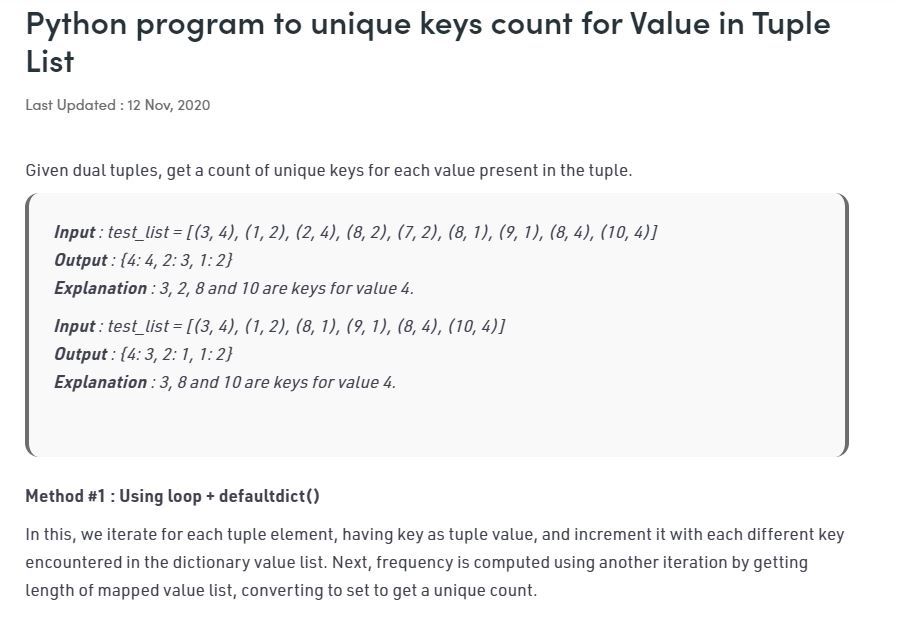 Python program to unique keys count for Value in Tuple
List
Last Updated : 12 Nov, 2020
Given dual tuples, get a count of unique keys for each value present in the tuple.
Input : test_list = [(3, 4), (1, 2), (2, 4), (8, 2), (7, 2), (8, 1), (9, 1), (8, 4), (10, 4)]
Output : {4: 4, 2: 3, 1: 2}
Explanation : 3, 2, 8 and 10 are keys for value 4.
Input : test_list = [(3, 4), (1, 2), (8, 1), (9, 1), (8, 4), (10, 4)]
Output : {4: 3, 2: 1, 1: 2}
Explanation : 3, 8 and 10 are keys for value 4.
Method #1 : Using loop + defaultdict()
In this, we iterate for each tuple element, having key as tuple value, and increment it with each different key
encountered in the dictionary value list. Next, frequency is computed using another iteration by getting
length of mapped value list, converting to set to get a unique count.